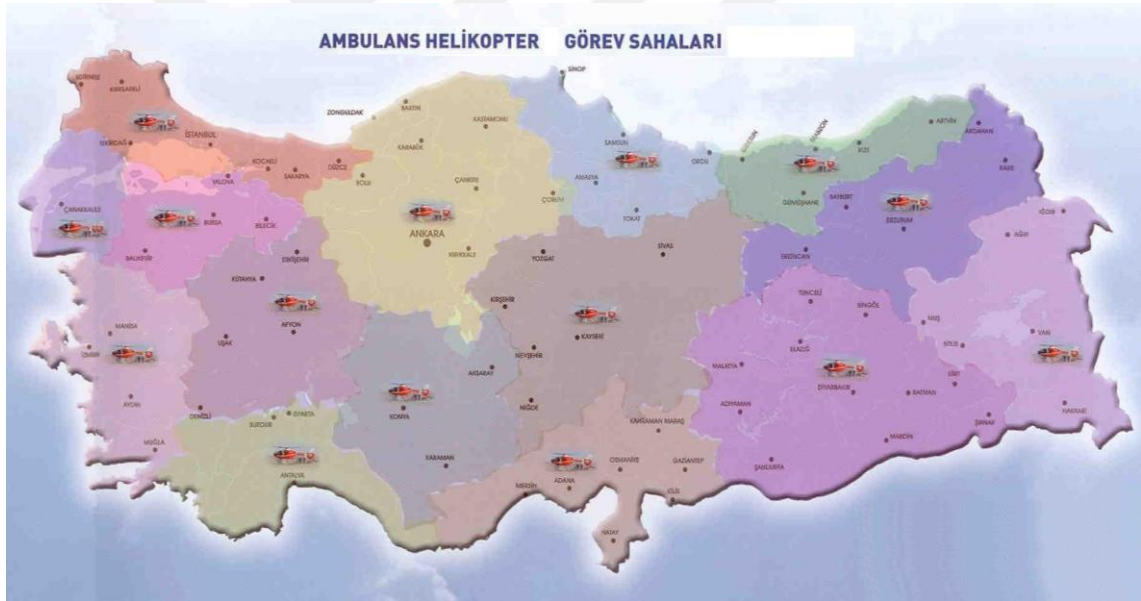 AMBULANS HELİKOPTER GÖREV SAHALARI
SİNOP
EDİRNE
KIRKLARELİ
ZONGULDAK
BARTIN
KASTAMONU
ARTVİN
ARDAHAN
TEKİRDAĞ
İSTANBUL
KARABÜK
SAMSUN
ORDU
GİRESUN
TRABZON
RİZE
KARS
KOCAELİ
SAKARYA
DÜZCE
YALOVA
BOLU
ÇANKIRI
ÇORUM
AMASYA
TOKAT
GÜMÜŞHANE
BAYBURT
ERZURUM
IĞDIR
AĞRI
ÇANAKKALE
BURSA
BİLECİK
ANKARA
KIRIKKALE
BALIKESİR
ESKİŞEHİR
KÜTAHYA
YOZGAT
SİVAS
ERZİNCAN
TUNCELİ
BİNGÖL
MUŞ
VAN
BİTLİS
KIRŞEHİR
MANİSA
İZMİR
UŞAK
AFYON
NEVŞEHİR
KAYSERİ
ELAZIĞ
MALATYA
DİYARBAKIR
SİİRT
BATMAN
AKSARAY
AYDIN
DENİZLİ
ISPARTA
BURDUR
KONYA
NİĞDE
ADIYAMAN
HAKKARİ
ŞIRNAK
KAHRAMAN MARAŞ
MARDİN
MUĞLA
ANTALYA
KARAMAN
MERSİN
ADANA
OSMANİYE
GAZİANTEP
ŞANLIURFA
KİLİS
HATAY